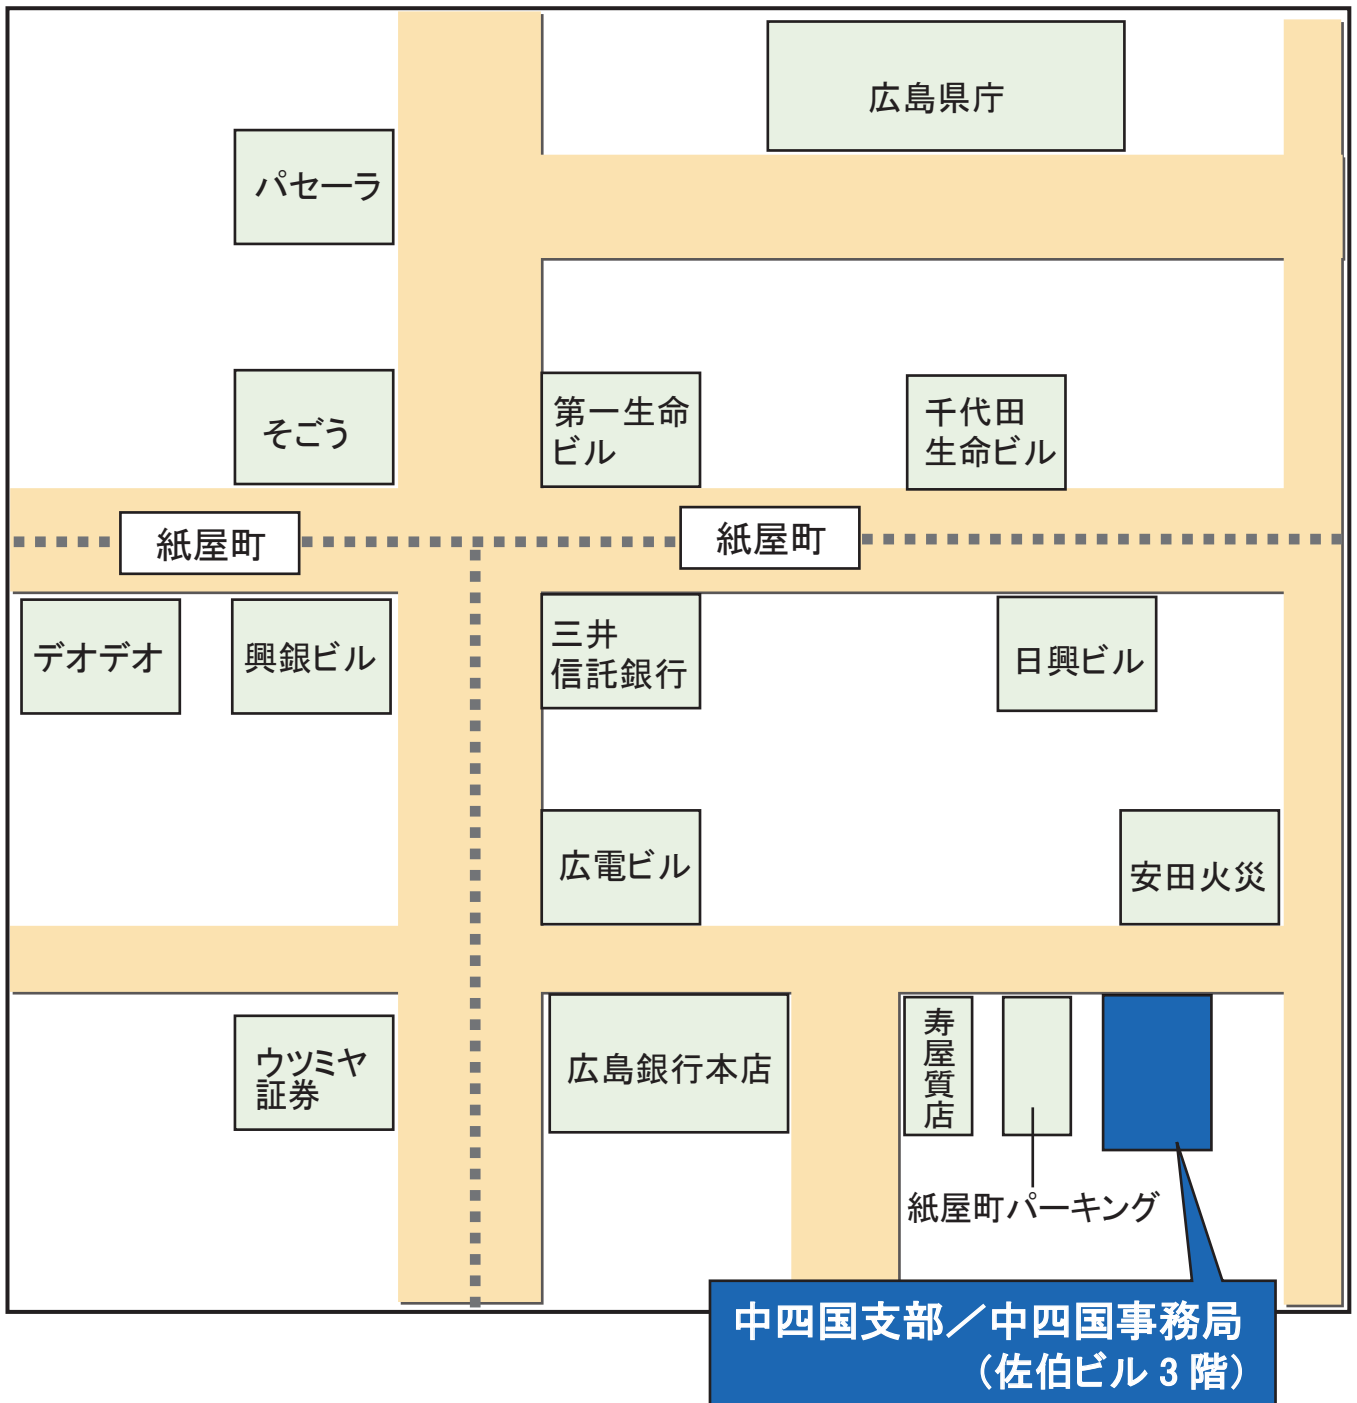 広島県庁
パセーラ
そごう
第一生命
ビル
千代田
生命ビル
紙屋町
紙屋町
デオデオ
興銀ビル
三井
信託銀行
日興ビル
広電ビル
安田火災
ウツミヤ
証券
広島銀行本店
寿屋質店
紙屋町パーキング
中四国支部／中四国事務局
（佐伯ビル3階）